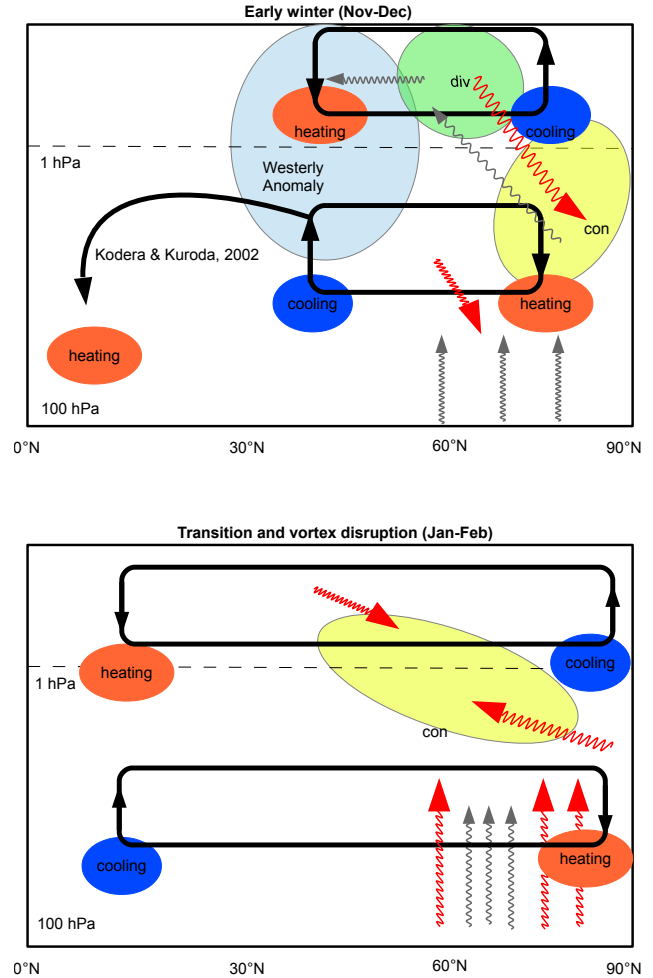 Early winter (Nov-Dec)
div
heating
cooling
1 hPa
Westerly
Anomaly
con
Kodera & Kuroda, 2002
cooling
heating
heating
100 hPa
0°N
30°N
60°N
90°N
Transition and vortex disruption (Jan-Feb)
heating
cooling
1 hPa
con
cooling
heating
100 hPa
0°N
30°N
60°N
90°N